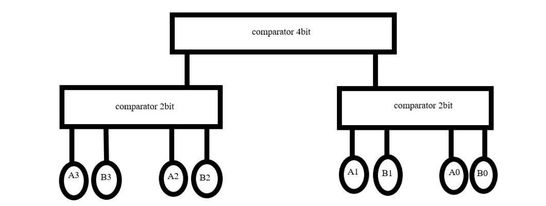 comparator 4bit
comparator 2bit
comparator 2bit
A3 B3 A2 B2 A1 B1 A0 B0